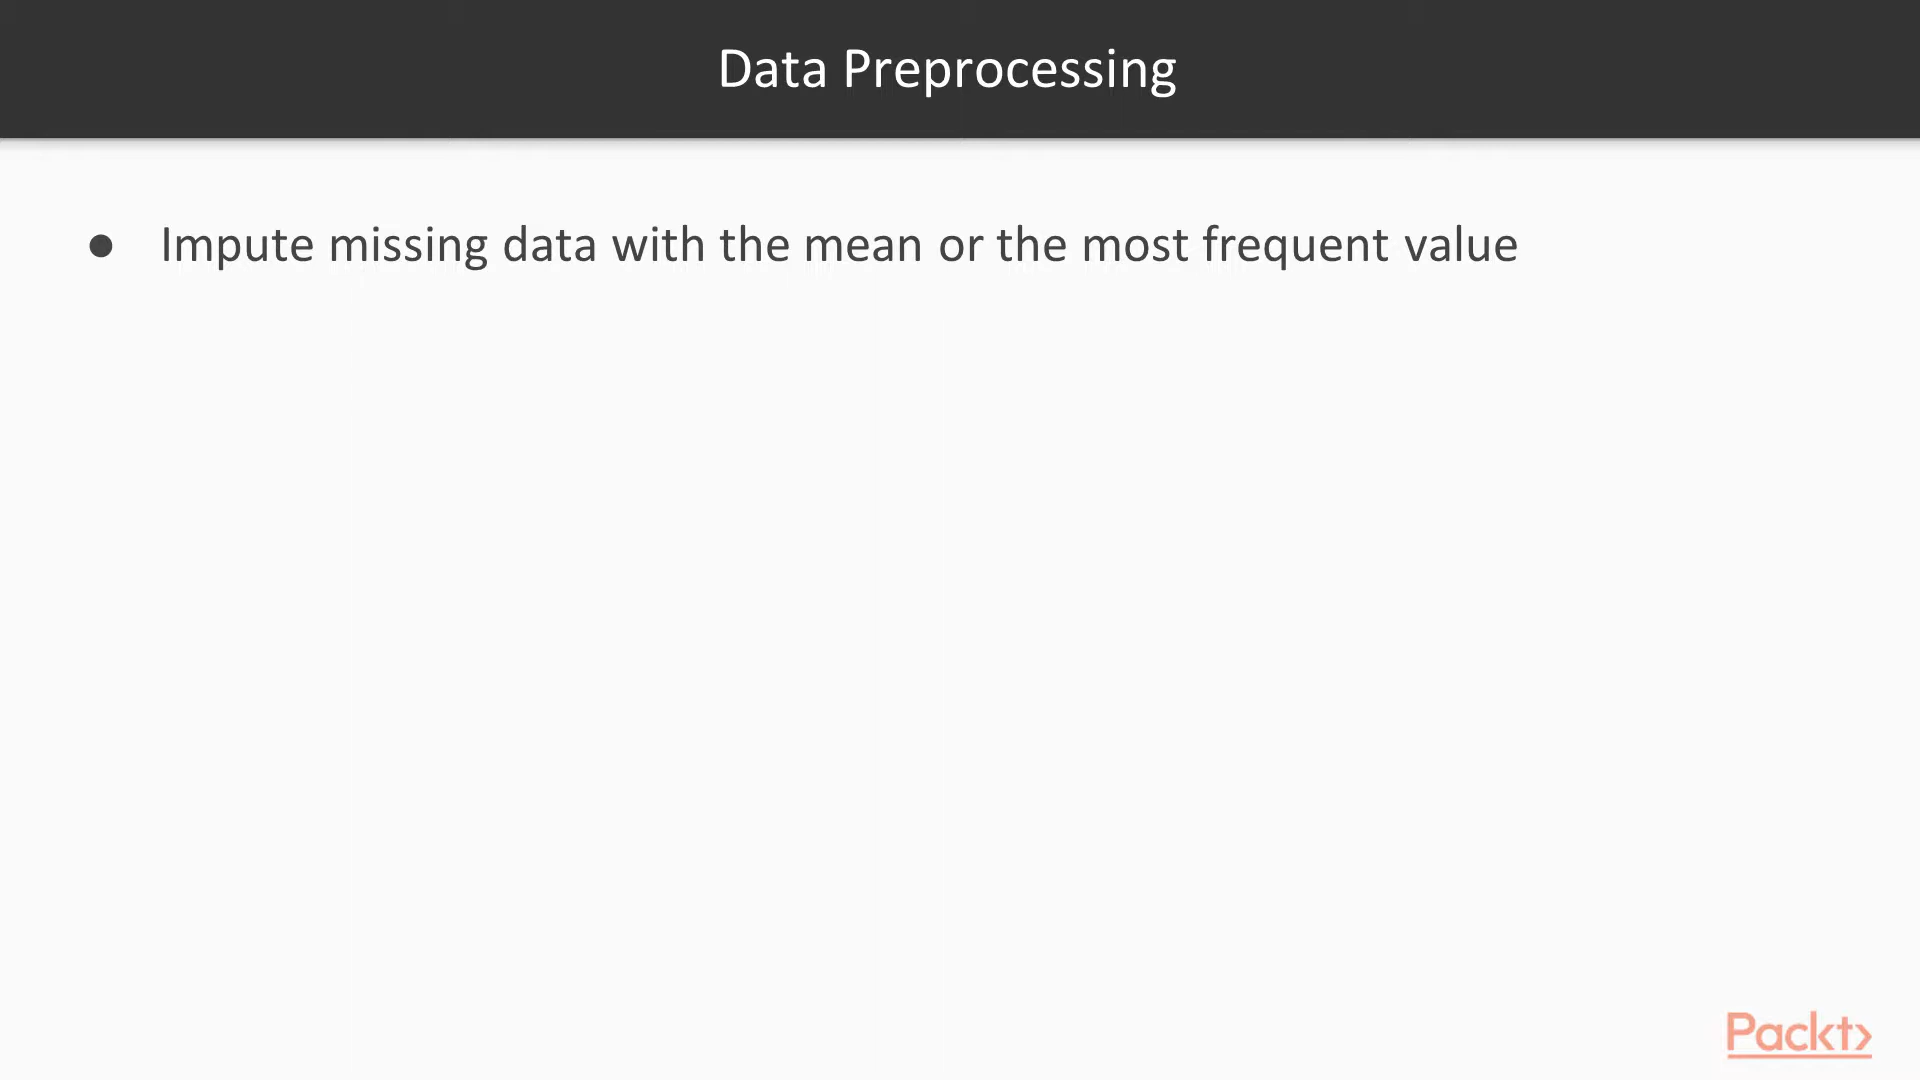 Data Preprocessing
● Impute missing data with the mean or the most frequent value
Packt>